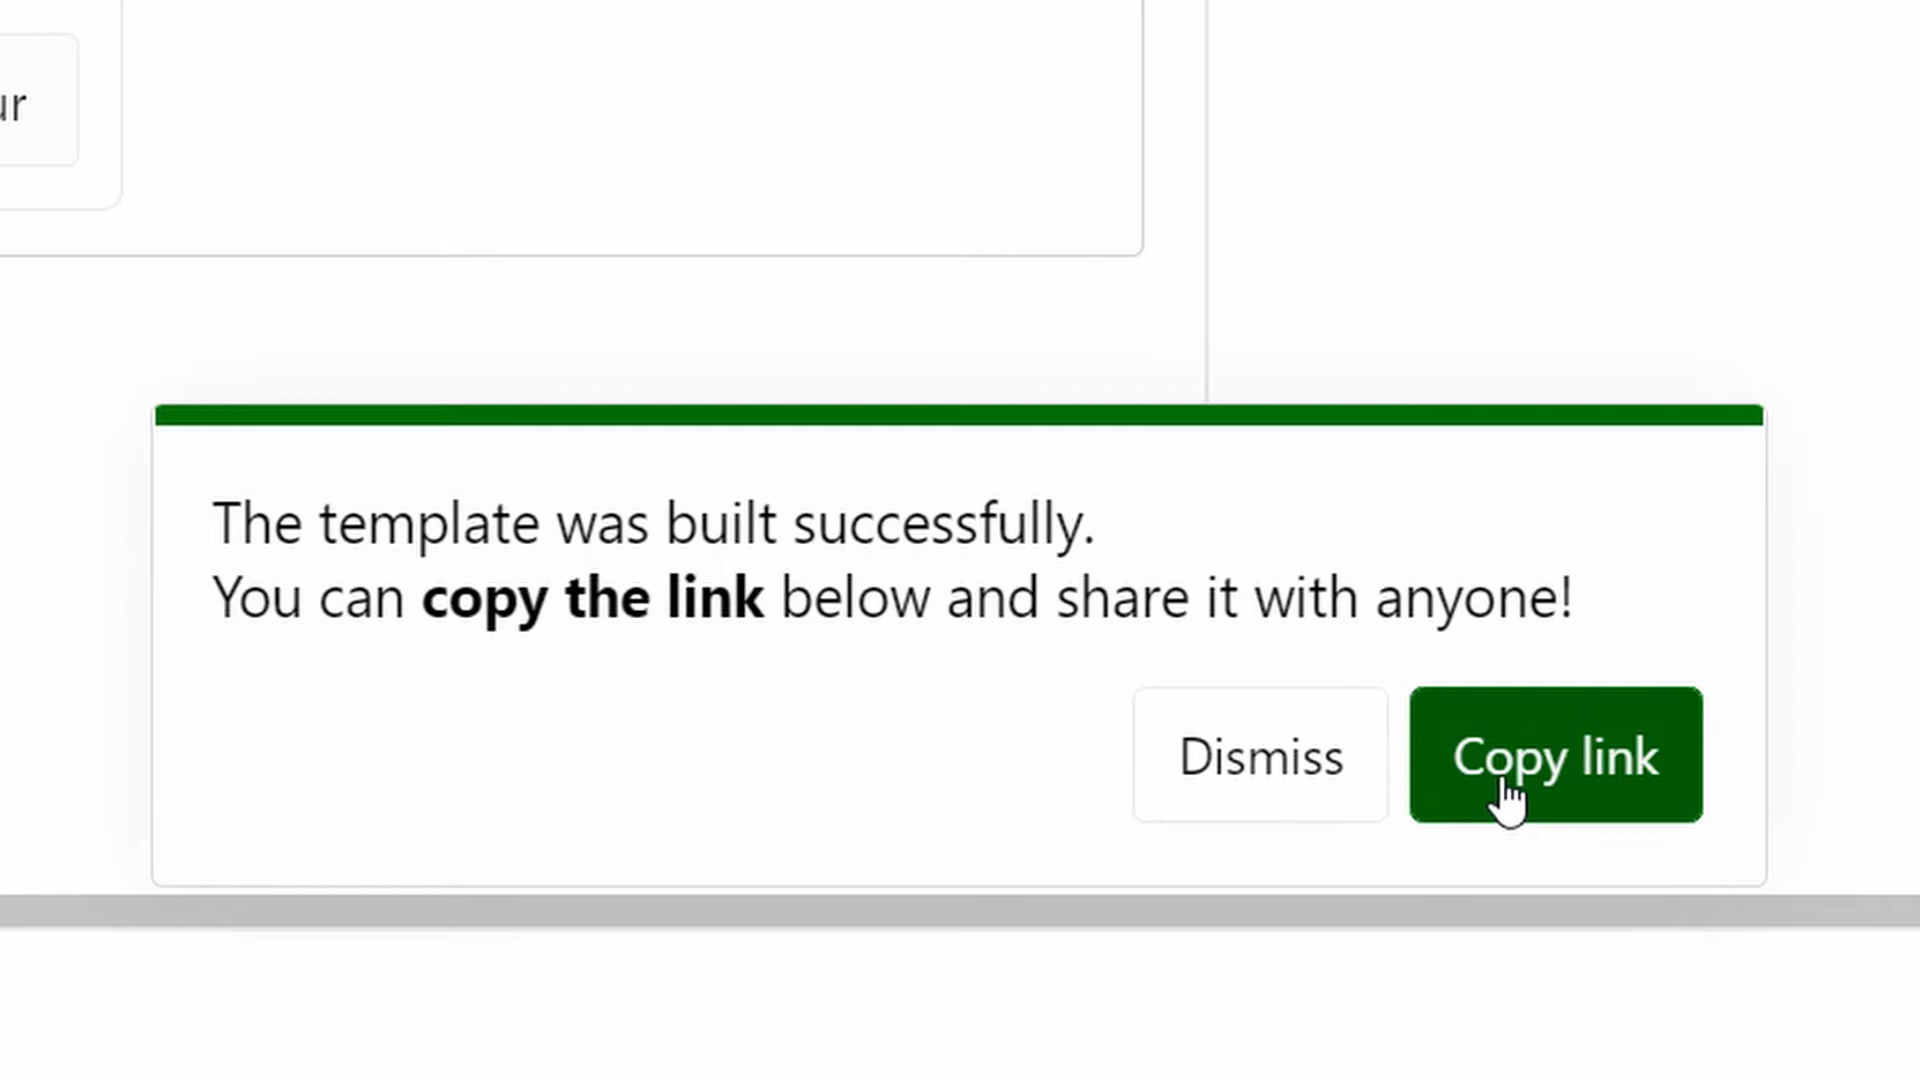 The template was built successfully.
You can copy the link below and share it with anyone!
Dismiss
Copy link